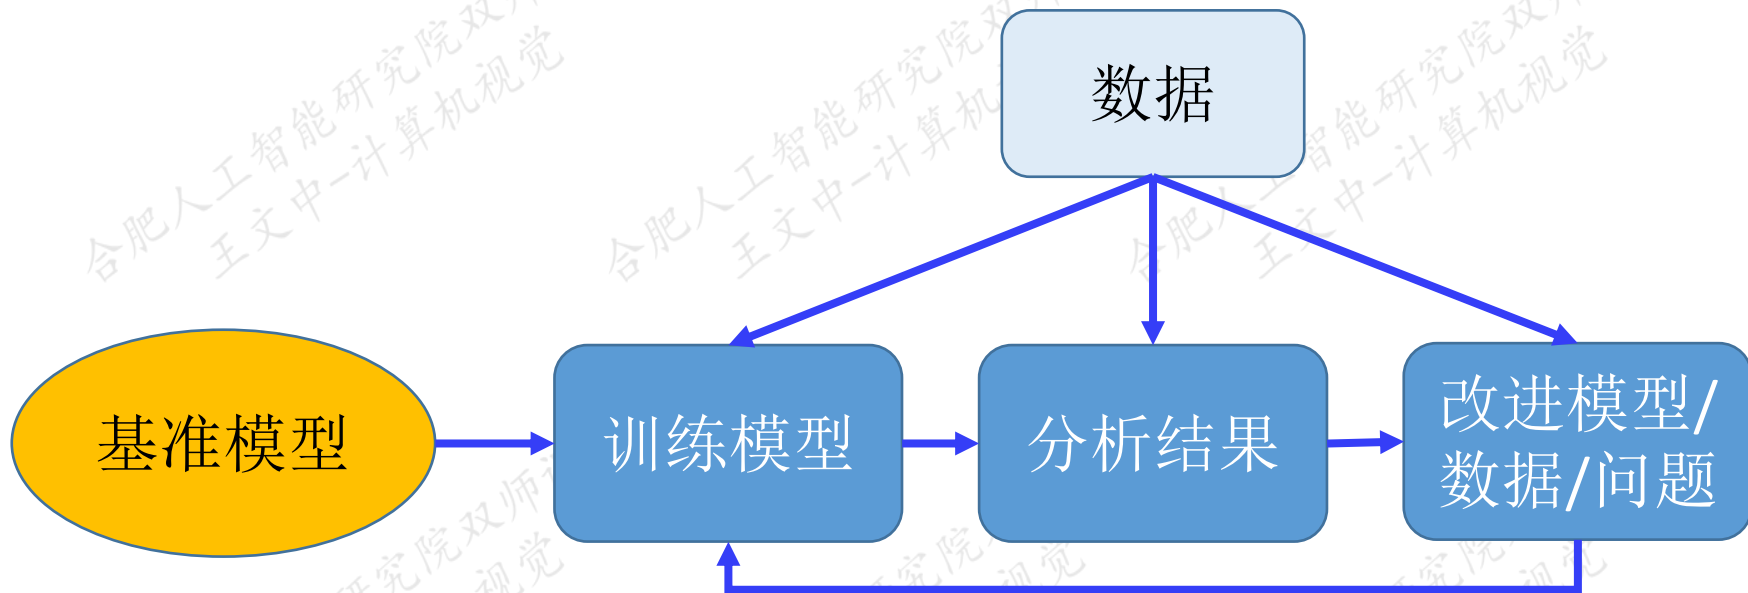 数据
基准模型
训练模型
分析结果
改进模型/
数据/问题
合肥人工智能研究院双师
王文中-计算机视觉